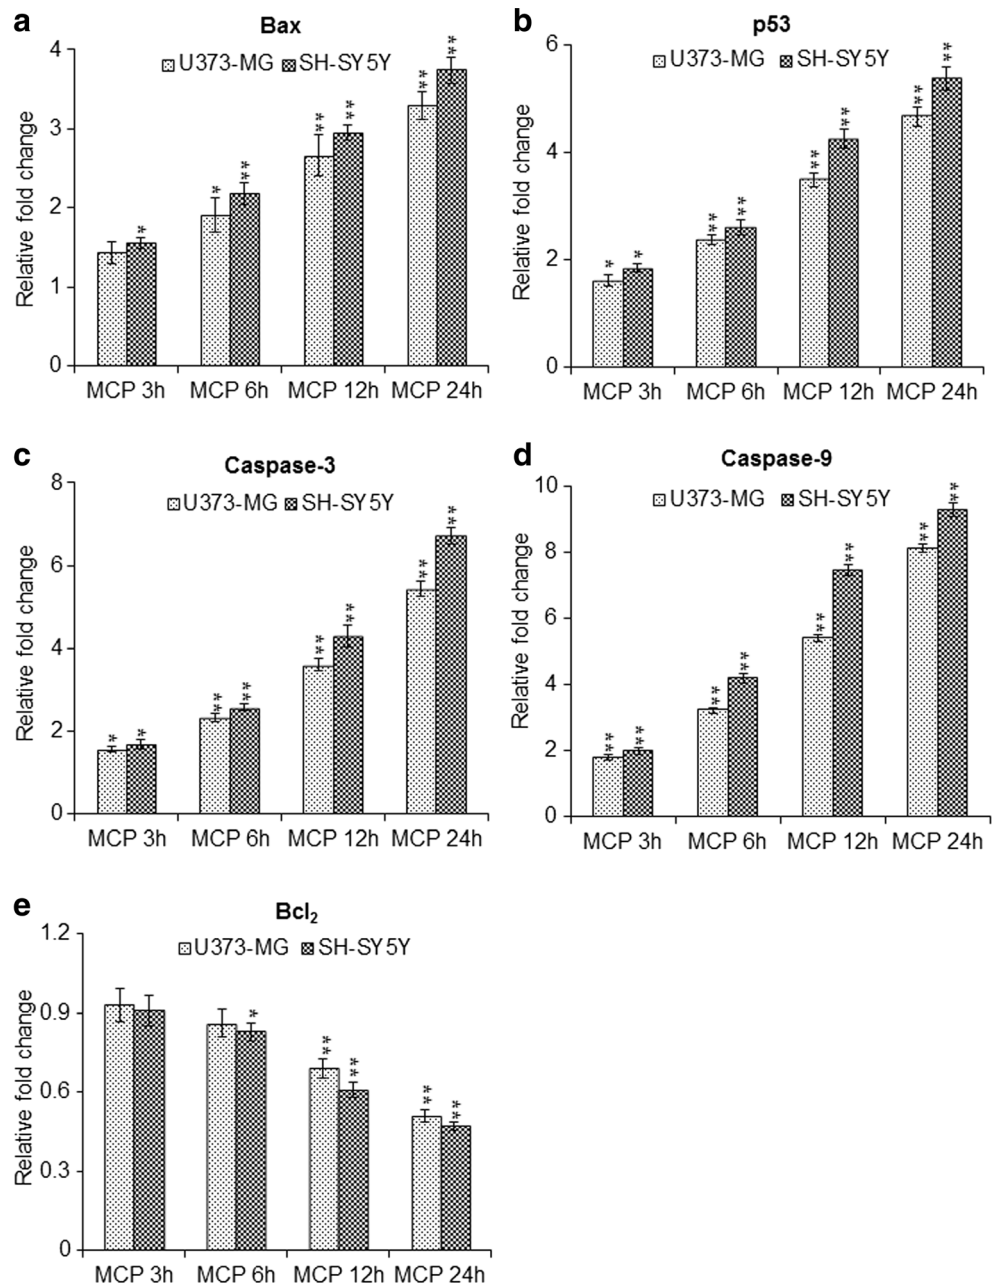 a
Bax
U373-MG SH-SY5Y
Relative fold change
4
3
2
1
0
* * ** ** ** ** **
MCP 3h MCP 6h MCP 12h MCP 24h
b
p53
U373-MG SH-SY5Y
Relative fold change
6
4
2
0
* * ** ** ** ** ** **
MCP 3h MCP 6h MCP 12h MCP 24h
c
Caspase-3
U373-MG SH-SY5Y
Relative fold change
8
6
4
2
0
* * ** ** ** ** ** **
MCP 3h MCP 6h MCP 12h MCP 24h
d
Caspase-9
U373-MG SH-SY5Y
Relative fold change
10
8
6
4
2
0
** ** ** ** ** ** ** **
MCP 3h MCP 6h MCP 12h MCP 24h
e
Bcl₂
U373-MG SH-SY5Y
Relative fold change
1.2
0.9
0.6
0.3
0
* ** ** ** **
MCP 3h MCP 6h MCP 12h MCP 24h